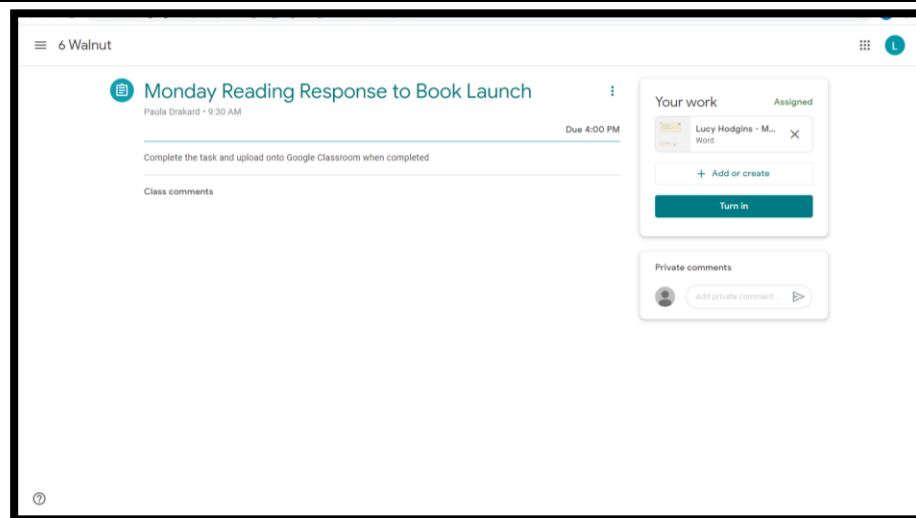 6 Walnut
L
Monday Reading Response to Book Launch
Paula Drakard • 9:30 AM
Due 4:00 PM
Complete the task and upload onto Google Classroom when completed
Class comments
Your work
Assigned
Lucy Hodgins - M...
Word
+ Add or create
Turn in
Private comments
Add private comment...